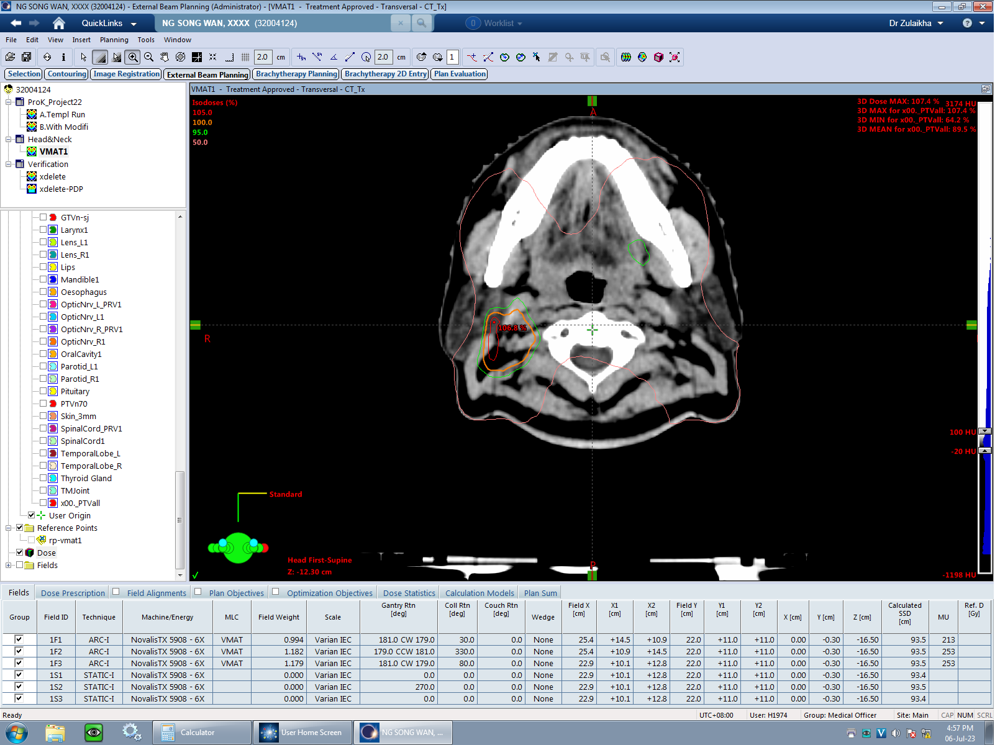 NG SONG WAN, XXXX (32004124) - External Beam Planning (Administrator) - [VMAT1 - Treatment Approved - Transversal - CT_Tx]
QuickLinks
NG SONG WAN, XXXX (32004124)
0 Worklist
Dr Zulaikha
File Edit View Insert Planning Tools Window
2.0 cm 2.0 cm 1
Selection Contouring Image Registration External Beam Planning Brachytherapy Planning Brachytherapy 2D Entry Plan Evaluation
32004124
ProK_Project22
A.Templ Run
B.With Modifi
Head&Neck
VMAT1
Verification
xdelete
xdelete-PDP
GTVn-sj
Larynx1
Lens_L1
Lens_R1
Lips
Mandible1
Oesophagus
OpticNrv_L_PRV1
OpticNrv_L1
OpticNrv_R_PRV1
OpticNrv_R1
OralCavity1
Parotid_L1
Parotid_R1
Pituitary
PTVn70
Skin_3mm
SpinalCord_PRV1
SpinalCord1
TemporalLobe_L
TemporalLobe_R
Thyroid Gland
TMJoint
x00._PTVall
User Origin
Reference Points
rp-vmat1
Dose
Fields
VMAT1 - Treatment Approved - Transversal - CT_Tx
Isodoses (%)
105.0
100.0
95.0
50.0
A
3D Dose MAX: 107.4 %
3D MAX for x00._PTVall: 107.4 %
3D MIN for x00._PTVall: 64.2 %
3D MEAN for x00._PTVall: 89.5 %
3174 HU
106.8 %
R
100 HU
-20 HU
Standard
Head First-Supine
Z: -12.30 cm
P
-1198 HU
Fields Dose Prescription Field Alignments Plan Objectives Optimization Objectives Dose Statistics Calculation Models Plan Sum
Group Field ID Technique Machine/Energy MLC Field Weight Scale Gantry Rtn [deg] Coll Rtn [deg] Couch Rtn [deg] Wedge Field X [cm] X1 [cm] X2 [cm] Field Y [cm] Y1 [cm] Y2 [cm] X [cm] Y [cm] Z [cm] Calculated SSD [cm] MU Ref. D [Gy]
1F1 ARC-I NovalisTX 5908 - 6X VMAT 0.994 Varian IEC 181.0 CW 179.0 30.0 0.0 None 25.4 +14.5 +10.9 22.0 +11.0 +11.0 0.00 -0.30 -16.50 93.5 213
1F2 ARC-I NovalisTX 5908 - 6X VMAT 1.182 Varian IEC 179.0 CCW 181.0 330.0 0.0 None 25.4 +10.9 +14.5 22.0 +11.0 +11.0 0.00 -0.30 -16.50 93.5 253
1F3 ARC-I NovalisTX 5908 - 6X VMAT 1.179 Varian IEC 181.0 CW 179.0 80.0 0.0 None 22.9 +10.1 +12.8 22.0 +11.0 +11.0 0.00 -0.30 -16.50 93.5 253
1S1 STATIC-I NovalisTX 5908 - 6X 0.000 Varian IEC 0.0 0.0 0.0 None 22.9 +10.1 +12.8 22.0 +11.0 +11.0 0.00 -0.30 -16.50 93.4
1S2 STATIC-I NovalisTX 5908 - 6X 0.000 Varian IEC 270.0 0.0 0.0 None 22.9 +10.1 +12.8 22.0 +11.0 +11.0 0.00 -0.30 -16.50 93.5
1S3 STATIC-I NovalisTX 5908 - 6X 0.000 Varian IEC 0.0 0.0 0.0 None 22.9 +10.1 +12.8 22.0 +11.0 +11.0 0.00 -0.30 -16.50 93.4
Ready UTC+08:00 User: H1974 Group: Medical Officer Site: Main CAP NUM SCRL
Calculator User Home Screen NG SONG WAN, ...
4:57 PM
06-Jul-23